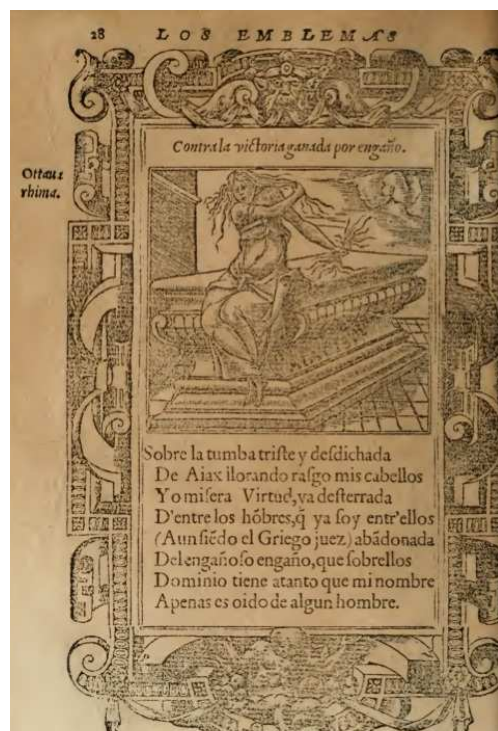 28 LOS EMBLEMAS
Contra la victoria ganada por engaño.
Ottaua
rhima.
Sobre la tumba triste y desdichada
De Aiax llorando rasgo mis cabellos
Yo misera Virtud, ya desterrada
D'entre los hõbres, q̃ ya soy entr'ellos
(Aun siẽdo el Griego juez) abãdonada
Del engañoso engaño, que sobrellos
Dominio tiene atanto que mi nombre
Apenas es oido de algun hombre.